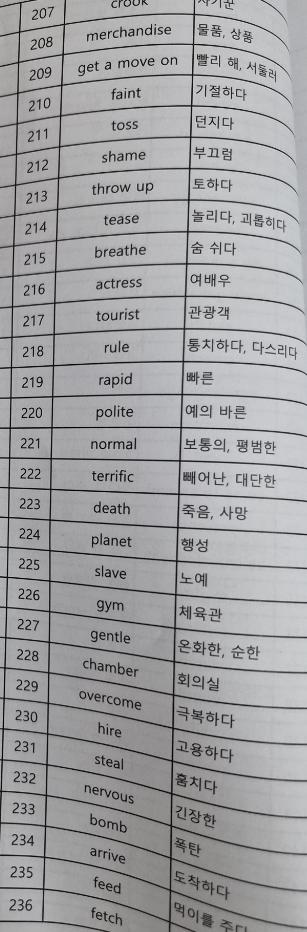 207 crook 사기꾼
208 merchandise 물품, 상품
209 get a move on 빨리 해, 서둘러
210 faint 기절하다
211 toss 던지다
212 shame 부끄럼
213 throw up 토하다
214 tease 놀리다, 괴롭히다
215 breathe 숨 쉬다
216 actress 여배우
217 tourist 관광객
218 rule 통치하다, 다스리다
219 rapid 빠른
220 polite 예의 바른
221 normal 보통의, 평범한
222 terrific 빼어난, 대단한
223 death 죽음, 사망
224 planet 행성
225 slave 노예
226 gym 체육관
227 gentle 온화한, 순한
228 chamber 회의실
229 overcome 극복하다
230 hire 고용하다
231 steal 훔치다
232 nervous 긴장한
233 bomb 폭탄
234 arrive 도착하다
235 feed 먹이를 주다
236 fetch